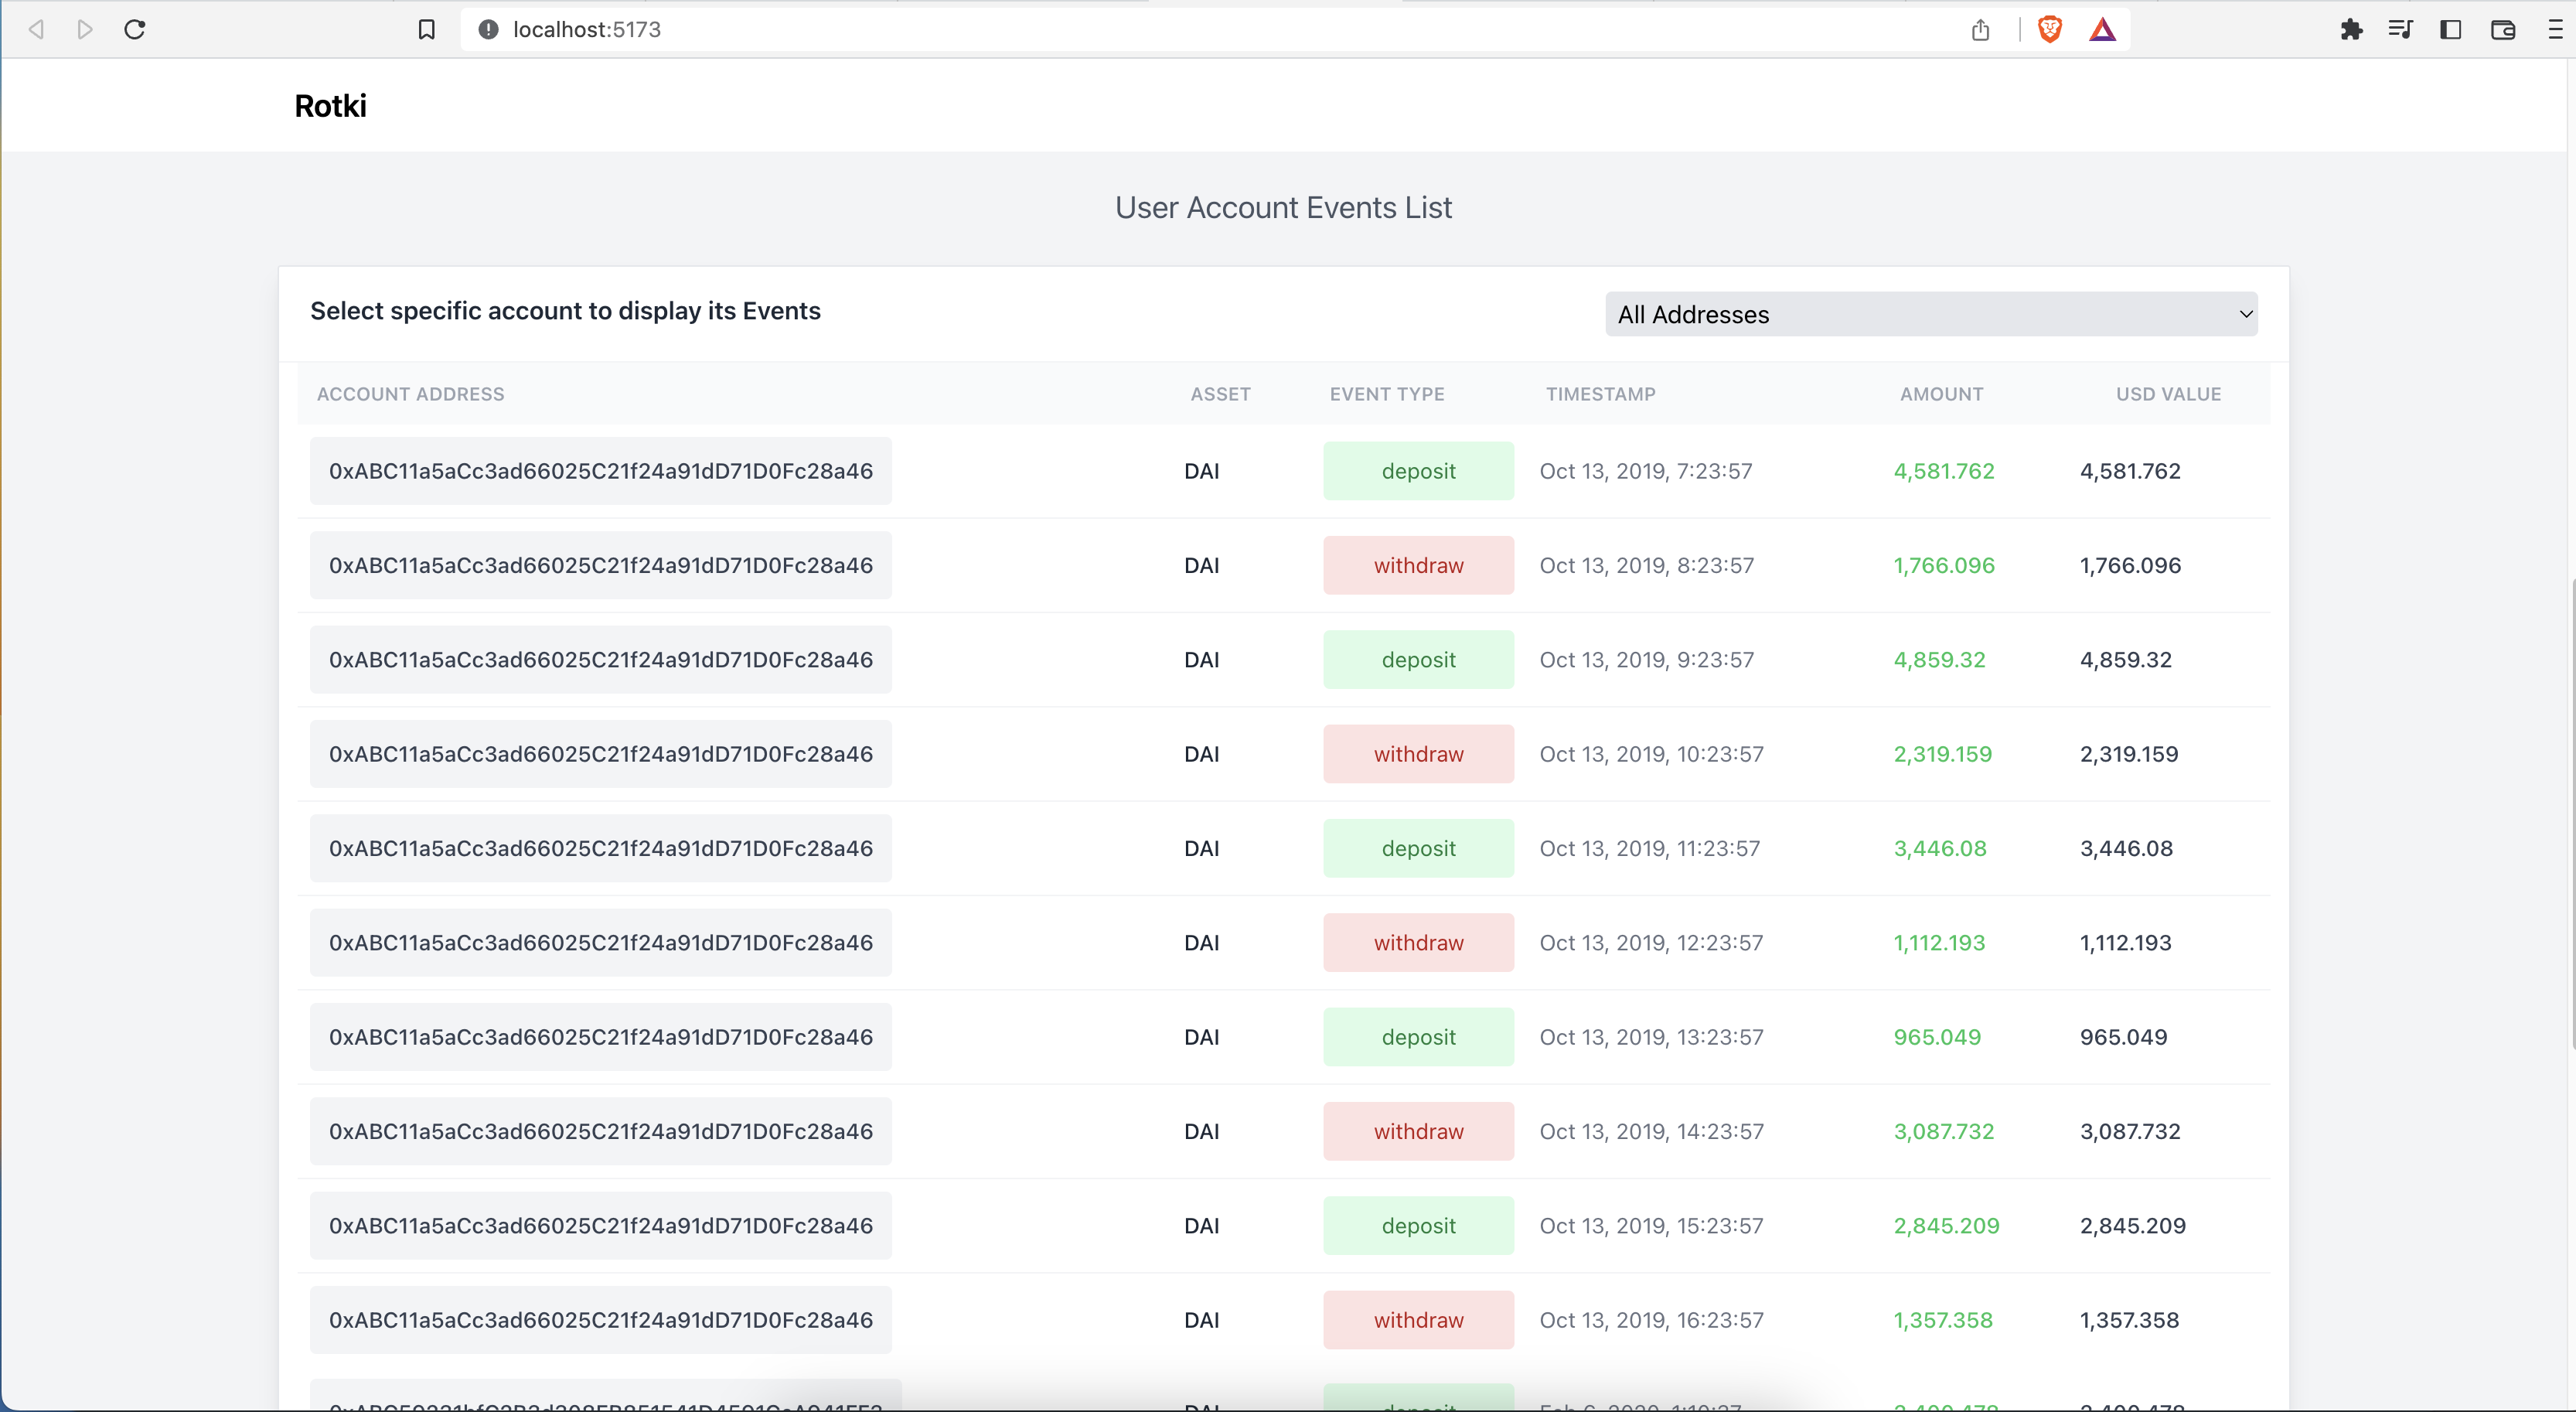 localhost:5173
Rotki
User Account Events List
Select specific account to display its Events All Addresses
ACCOUNT ADDRESS ASSET EVENT TYPE TIMESTAMP AMOUNT USD VALUE
0xABC11a5aCc3ad66025C21f24a91dD71D0Fc28a46 DAI deposit Oct 13, 2019, 7:23:57 4,581.762 4,581.762
0xABC11a5aCc3ad66025C21f24a91dD71D0Fc28a46 DAI withdraw Oct 13, 2019, 8:23:57 1,766.096 1,766.096
0xABC11a5aCc3ad66025C21f24a91dD71D0Fc28a46 DAI deposit Oct 13, 2019, 9:23:57 4,859.32 4,859.32
0xABC11a5aCc3ad66025C21f24a91dD71D0Fc28a46 DAI withdraw Oct 13, 2019, 10:23:57 2,319.159 2,319.159
0xABC11a5aCc3ad66025C21f24a91dD71D0Fc28a46 DAI deposit Oct 13, 2019, 11:23:57 3,446.08 3,446.08
0xABC11a5aCc3ad66025C21f24a91dD71D0Fc28a46 DAI withdraw Oct 13, 2019, 12:23:57 1,112.193 1,112.193
0xABC11a5aCc3ad66025C21f24a91dD71D0Fc28a46 DAI deposit Oct 13, 2019, 13:23:57 965.049 965.049
0xABC11a5aCc3ad66025C21f24a91dD71D0Fc28a46 DAI withdraw Oct 13, 2019, 14:23:57 3,087.732 3,087.732
0xABC11a5aCc3ad66025C21f24a91dD71D0Fc28a46 DAI deposit Oct 13, 2019, 15:23:57 2,845.209 2,845.209
0xABC11a5aCc3ad66025C21f24a91dD71D0Fc28a46 DAI withdraw Oct 13, 2019, 16:23:57 1,357.358 1,357.358
DAI deposit